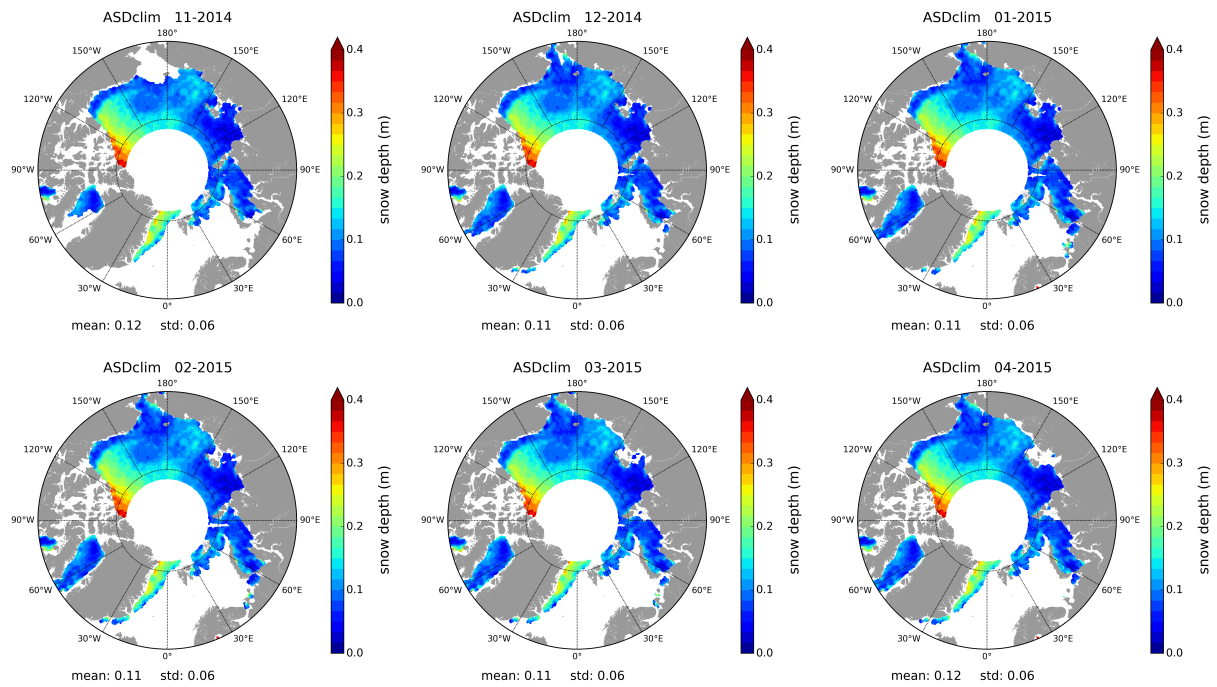 ASDclim 11-2014
180°
150°W
150°E
120°W
120°E
90°W
90°E
60°W
60°E
30°W
30°E
0°
0.4
0.3
0.2
0.1
0.0
snow depth (m)
mean: 0.12 std: 0.06
ASDclim 12-2014
180°
150°W
150°E
120°W
120°E
90°W
90°E
60°W
60°E
30°W
30°E
0°
0.4
0.3
0.2
0.1
0.0
snow depth (m)
mean: 0.11 std: 0.06
ASDclim 01-2015
180°
150°W
150°E
120°W
120°E
90°W
90°E
60°W
60°E
30°W
30°E
0°
0.4
0.3
0.2
0.1
0.0
snow depth (m)
mean: 0.11 std: 0.06
ASDclim 02-2015
180°
150°W
150°E
120°W
120°E
90°W
90°E
60°W
60°E
30°W
30°E
0°
0.4
0.3
0.2
0.1
0.0
snow depth (m)
mean: 0.11 std: 0.06
ASDclim 03-2015
180°
150°W
150°E
120°W
120°E
90°W
90°E
60°W
60°E
30°W
30°E
0°
0.4
0.3
0.2
0.1
0.0
snow depth (m)
mean: 0.11 std: 0.06
ASDclim 04-2015
180°
150°W
150°E
120°W
120°E
90°W
90°E
60°W
60°E
30°W
30°E
0°
0.4
0.3
0.2
0.1
0.0
snow depth (m)
mean: 0.12 std: 0.06